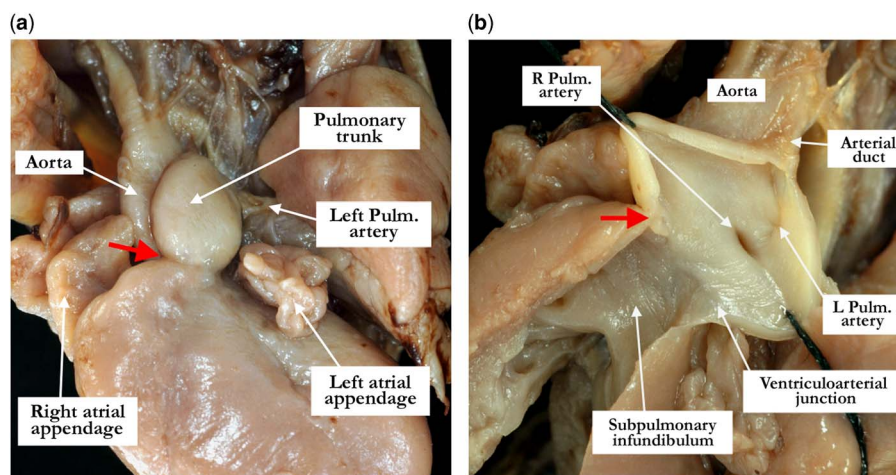 (a)
Pulmonary
trunk
Aorta
Left Pulm.
artery
Right atrial
appendage
Left atrial
appendage
(b)
R Pulm.
artery
Aorta
Arterial
duct
L Pulm.
artery
Ventriculoarterial
junction
Subpulmonary
infundibulum